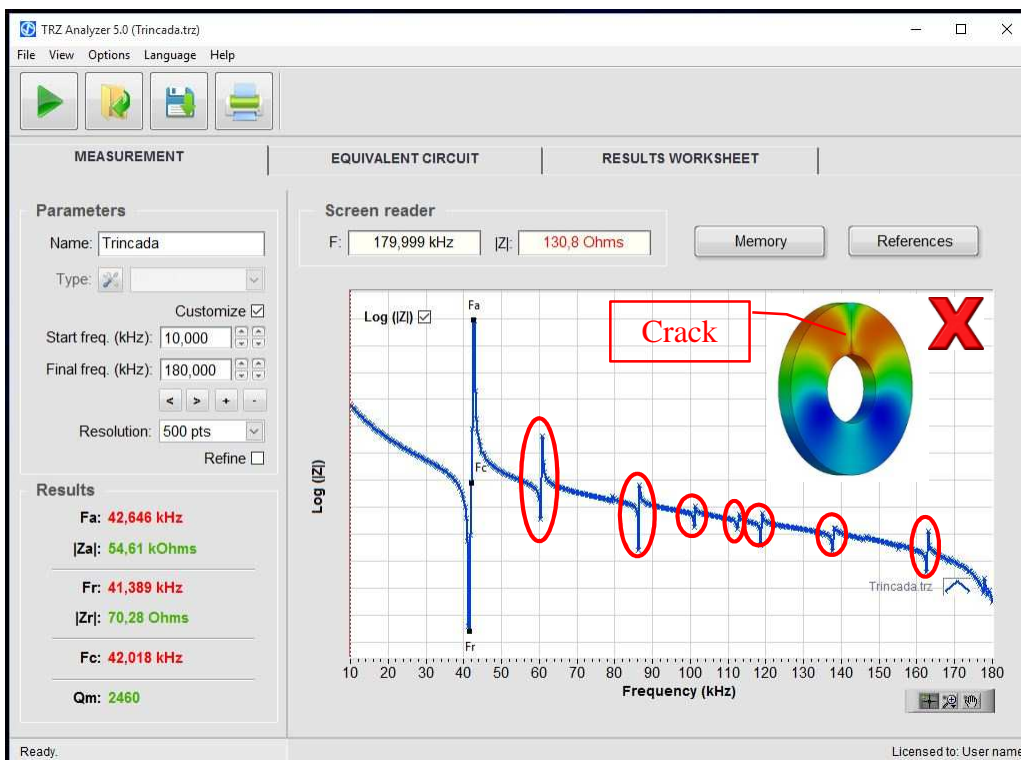 TRZ Analyzer 5.0 (Trincada.trz)
File View Options Language Help
MEASUREMENT EQUIVALENT CIRCUIT RESULTS WORKSHEET
Parameters
Name: Trincada
Type:
Customize
Start freq. (kHz): 10,000
Final freq. (kHz): 180,000
< > + -
Resolution: 500 pts
Refine
Results
Fa: 42,646 kHz
|Za|: 54,61 kOhms
Fr: 41,389 kHz
|Zr|: 70,28 Ohms
Fc: 42,018 kHz
Qm: 2460
Screen reader
F: 179,999 kHz |Z|: 130,8 Ohms
Memory References
Log (|Z|)
Fa
Crack
X
Fc
Log (|Z|)
Trincada.trz
Fr
10 20 30 40 50 60 70 80 90 100 110 120 130 140 150 160 170 180
Frequency (kHz)
Ready.
Licensed to: User name